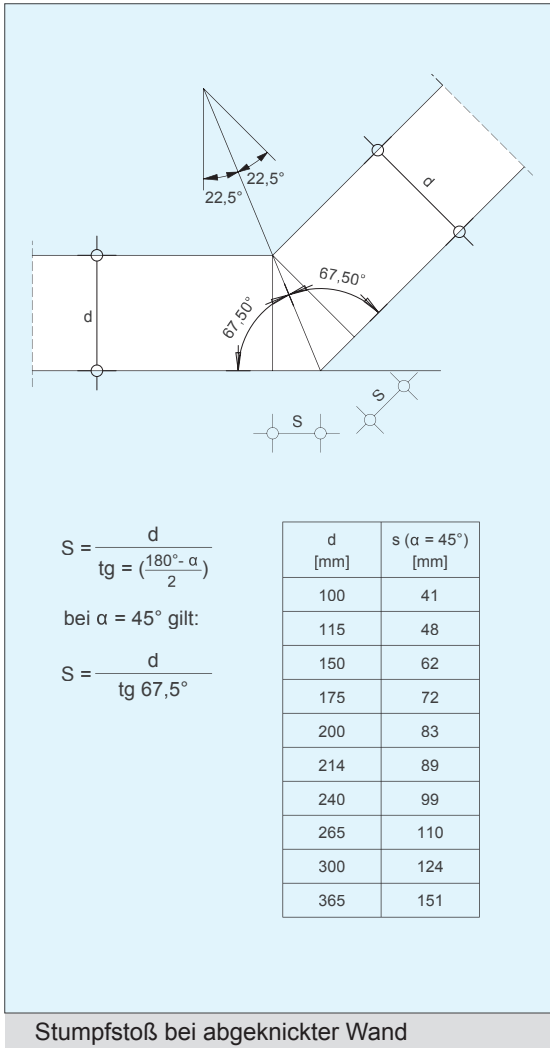 22,5°
22,5°
d
d
67,50°
67,50°
S
S
S = d / tg = (180°- α / 2)
bei α = 45° gilt:
S = d / tg 67,5°
d [mm] s (α = 45°) [mm]
100 41
115 48
150 62
175 72
200 83
214 89
240 99
265 110
300 124
365 151
Stumpfstoß bei abgeknickter Wand